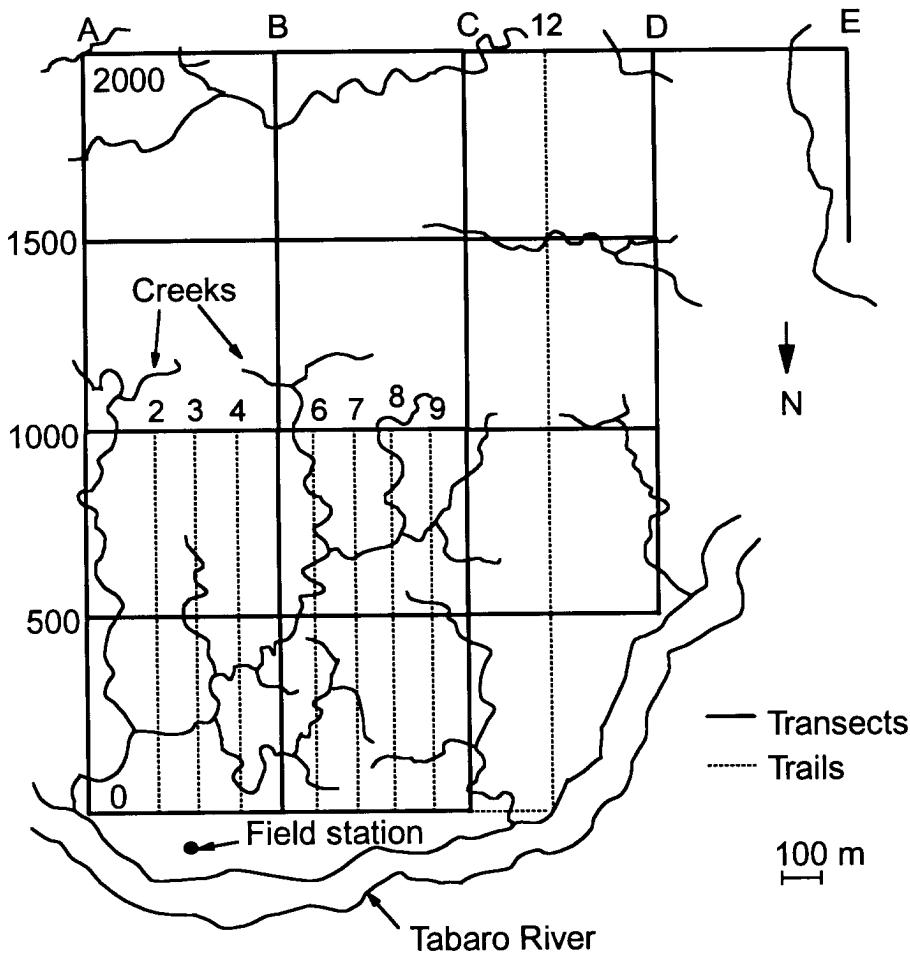 A B C 12 D E
2000
1500
Creeks
N
2 3 4 6 7 8 9
1000
500
Transects
Trails
0
Field station
100 m
Tabaro River